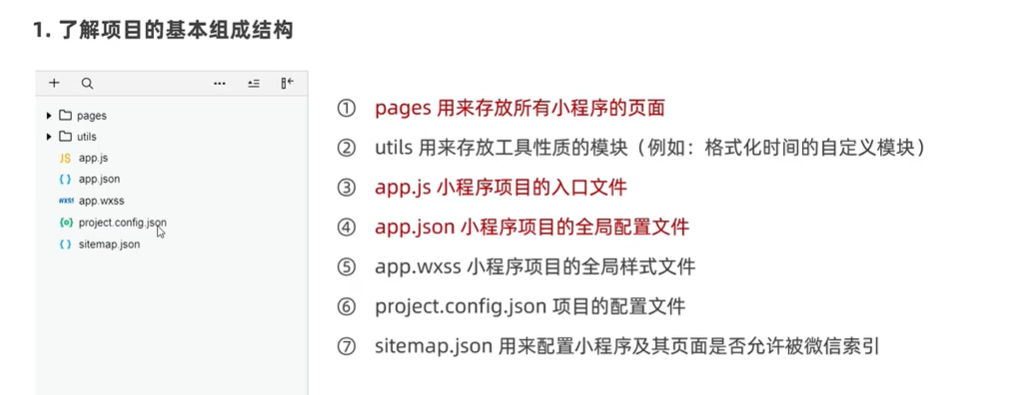 1. 了解项目的基本组成结构
pages
utils
JS app.js
{ } app.json
wxss app.wxss
{o} project.config.json
{ } sitemap.json
① pages 用来存放所有小程序的页面
② utils 用来存放工具性质的模块（例如：格式化时间的自定义模块）
③ app.js 小程序项目的入口文件
④ app.json 小程序项目的全局配置文件
⑤ app.wxss 小程序项目的全局样式文件
⑥ project.config.json 项目的配置文件
⑦ sitemap.json 用来配置小程序及其页面是否允许被微信索引